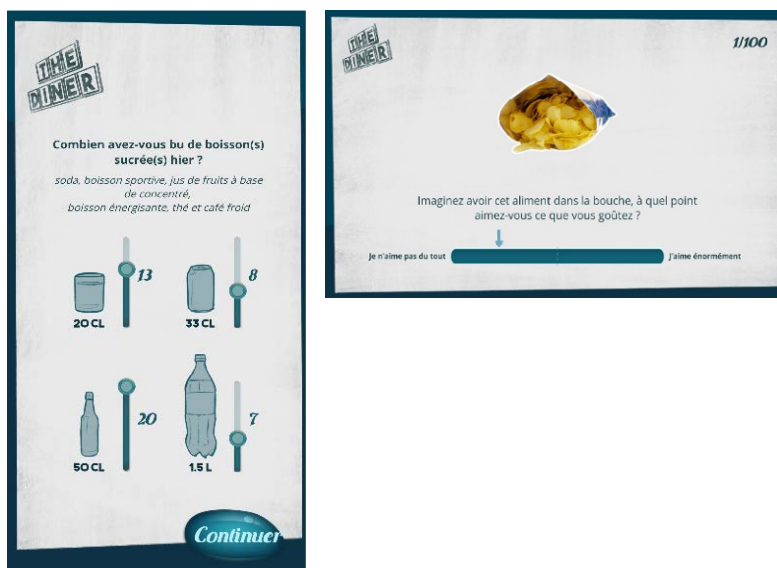 THE
DINER
Combien avez-vous bu de boisson(s)
sucrée(s) hier ?
soda, boisson sportive, jus de fruits à base
de concentré,
boisson énergisante, thé et café froid
13
8
20 CL
33 CL
20
7
50 CL
1.5 L
Continuer
THE
DINER
1/100
Imaginez avoir cet aliment dans la bouche, à quel point
aimez-vous ce que vous goûtez ?
Je n'aime pas du tout
J'aime énormément